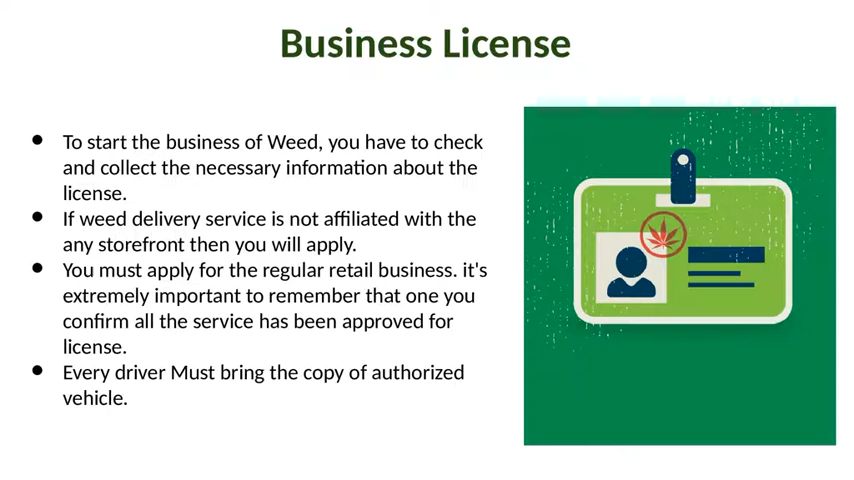 Business License
● To start the business of Weed, you have to check
and collect the necessary information about the
license.
● If weed delivery service is not affiliated with the
any storefront then you will apply.
● You must apply for the regular retail business. it's
extremely important to remember that one you
confirm all the service has been approved for
license.
● Every driver Must bring the copy of authorized
vehicle.